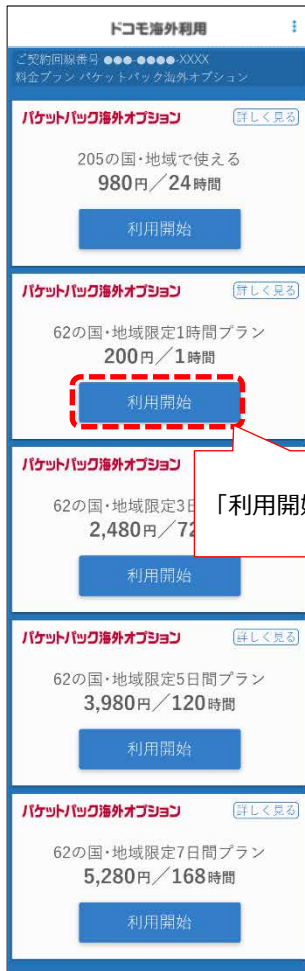 ドコモ海外利用
ご契約回線番号 ●●●-●●●●-XXXX
料金プラン パケットパック海外オプション
パケットパック海外オプション 詳しく見る
205の国・地域で使える
980円／24時間
利用開始
パケットパック海外オプション 詳しく見る
62の国・地域限定1時間プラン
200円／1時間
利用開始
パケットパック海外オプション
62の国・地域限定3日
2,480円／72
「利用開始
利用開始
パケットパック海外オプション 詳しく見る
62の国・地域限定5日間プラン
3,980円／120時間
利用開始
パケットパック海外オプション 詳しく見る
62の国・地域限定7日間プラン
5,280円／168時間
利用開始